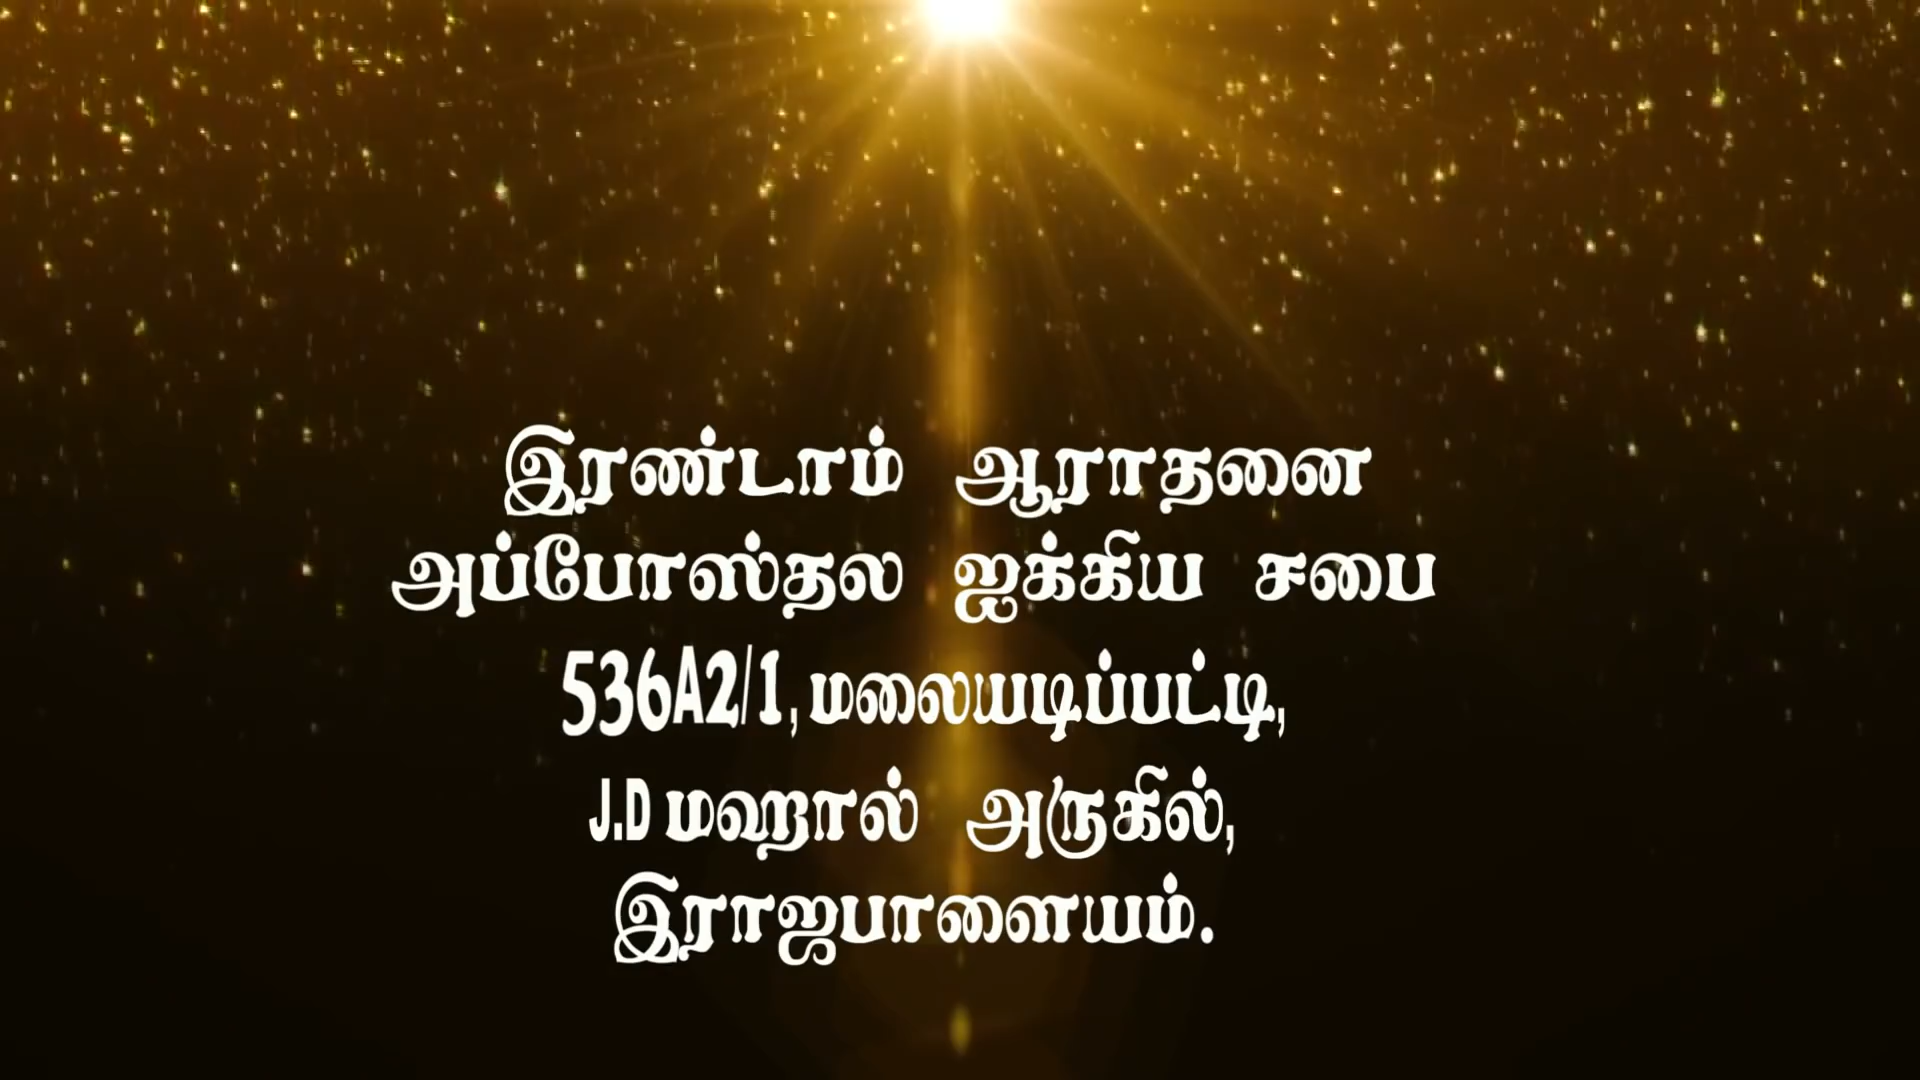 இரண்டாம் ஆராதனை
அப்போஸ்தல ஐக்கிய சபை
536A2/1, மலையடிப்பட்டி,
J.D மஹால் அருகில்,
இராஜபாளையம்.